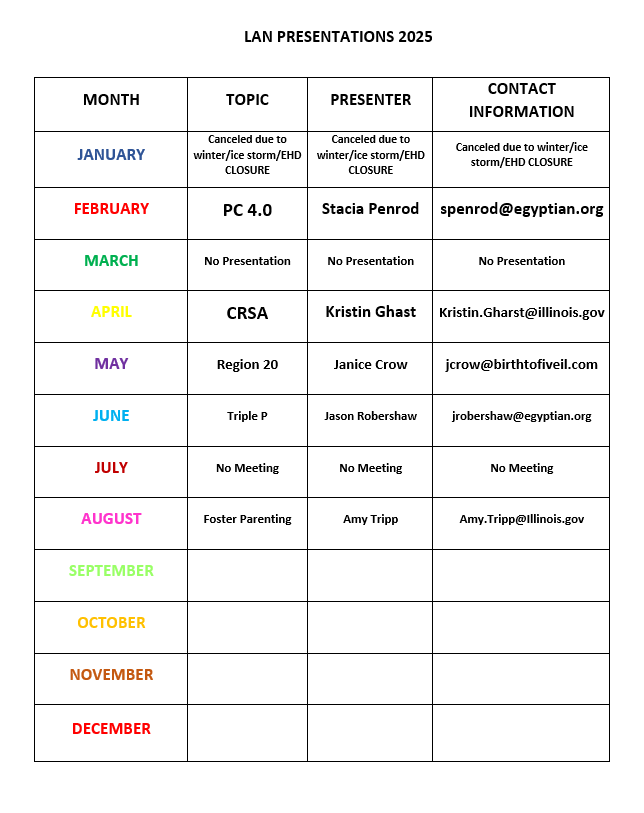 LAN PRESENTATIONS 2025
MONTH TOPIC PRESENTER CONTACT INFORMATION
JANUARY Canceled due to winter/ice storm/EHD CLOSURE Canceled due to winter/ice storm/EHD CLOSURE Canceled due to winter/ice storm/EHD CLOSURE
FEBRUARY PC 4.0 Stacia Penrod spenrod@egyptian.org
MARCH No Presentation No Presentation No Presentation
APRIL CRSA Kristin Ghast Kristin.Gharst@illinois.gov
MAY Region 20 Janice Crow jcrow@birthtofiveil.com
JUNE Triple P Jason Robershaw jrobershaw@egyptian.org
JULY No Meeting No Meeting No Meeting
AUGUST Foster Parenting Amy Tripp Amy.Tripp@Illinois.gov
SEPTEMBER
OCTOBER
NOVEMBER
DECEMBER